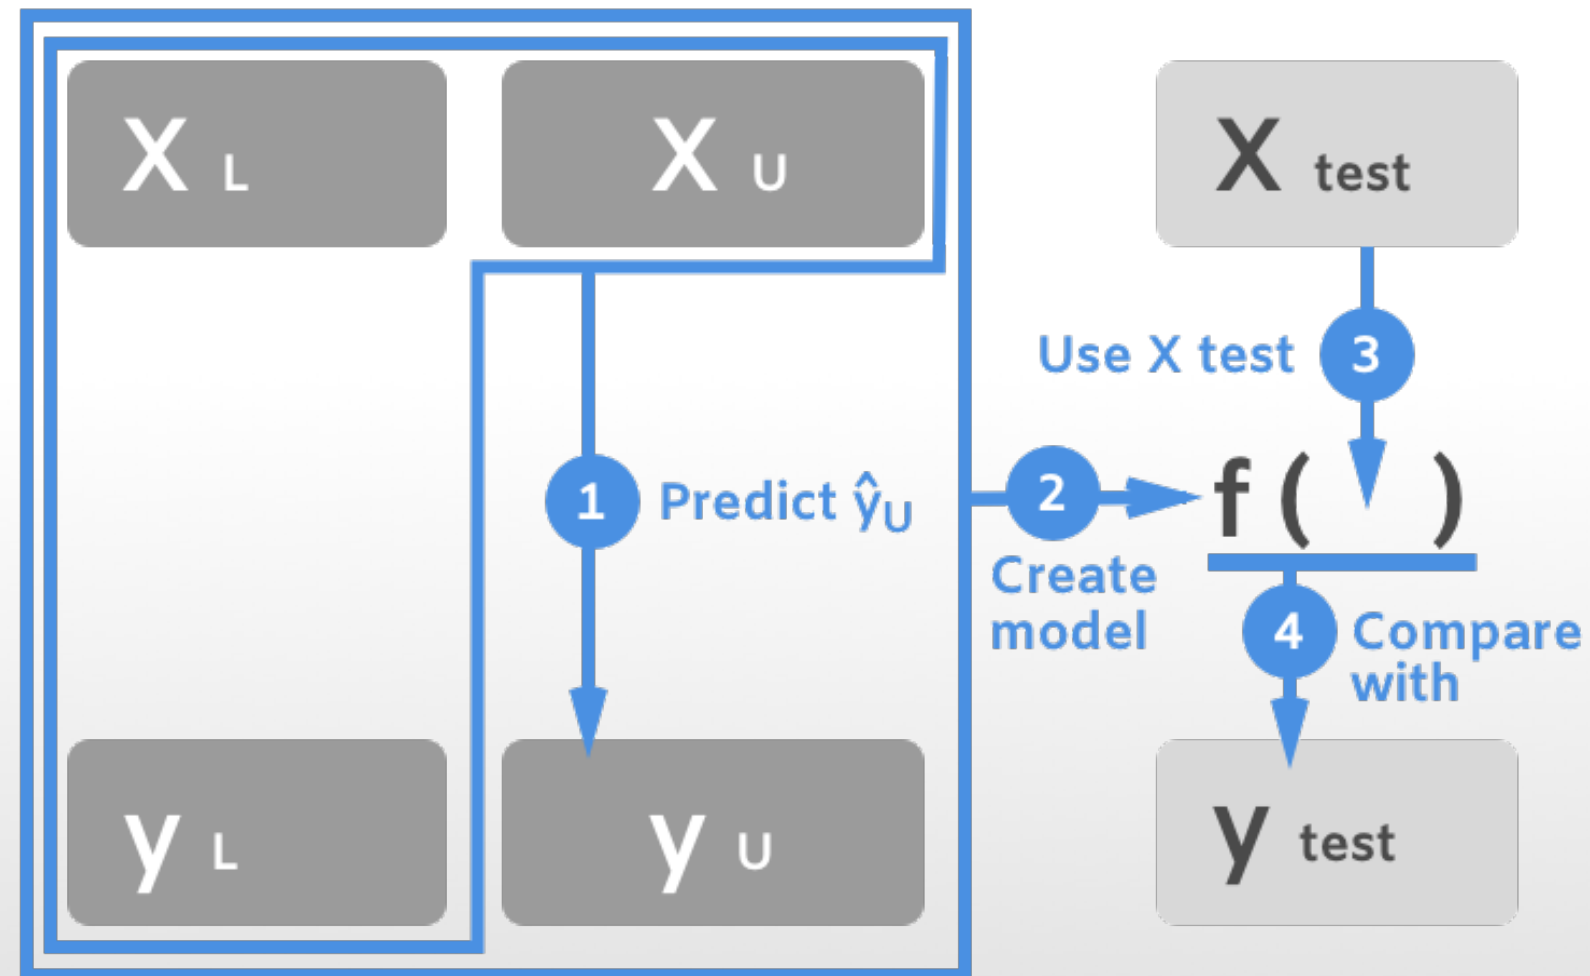 X L
X U
X test
Use X test
3
1
Predict ŷU
2
f ( )
Create
model
4
Compare
with
y L
y U
y test